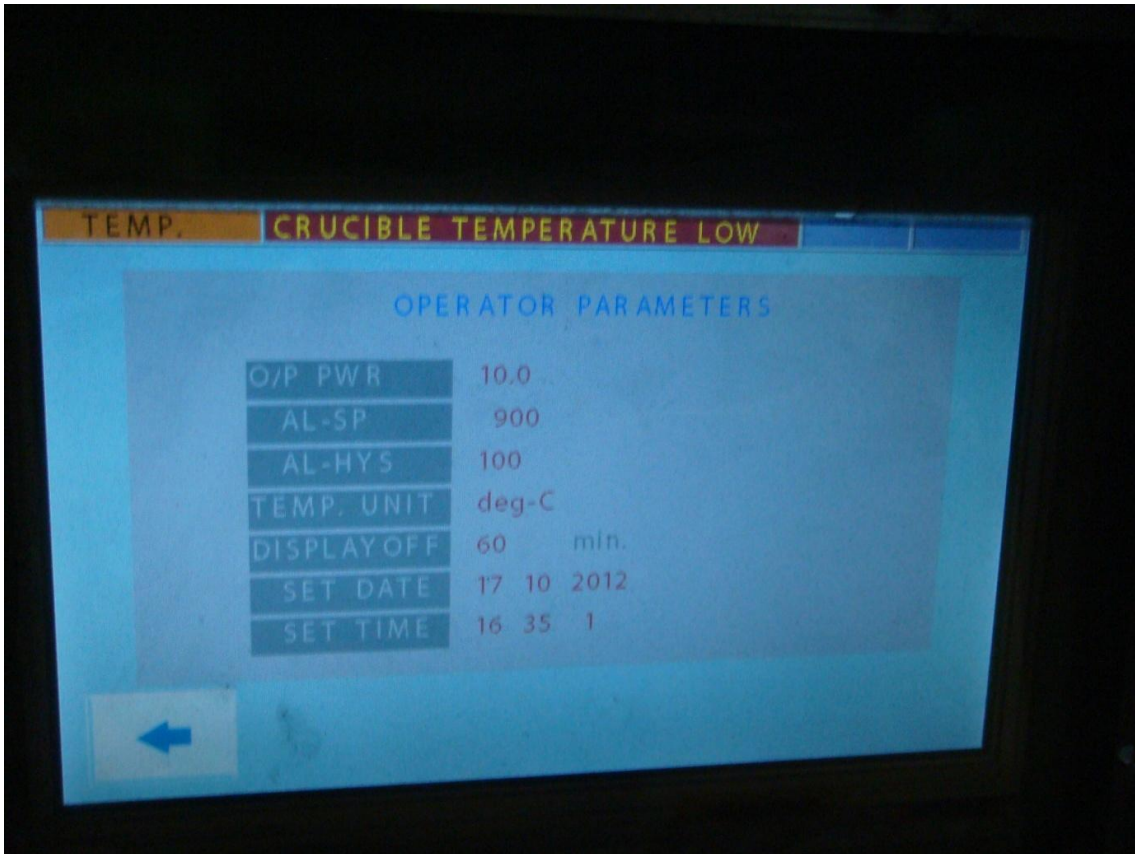 TEMP. CRUCIBLE TEMPERATURE LOW
OPERATOR PARAMETERS
O/P PWR 10.0
AL-SP 900
AL-HYS 100
TEMP. UNIT deg-C
DISPLAY OFF 60 min.
SET DATE 17 10 2012
SET TIME 16 35 1